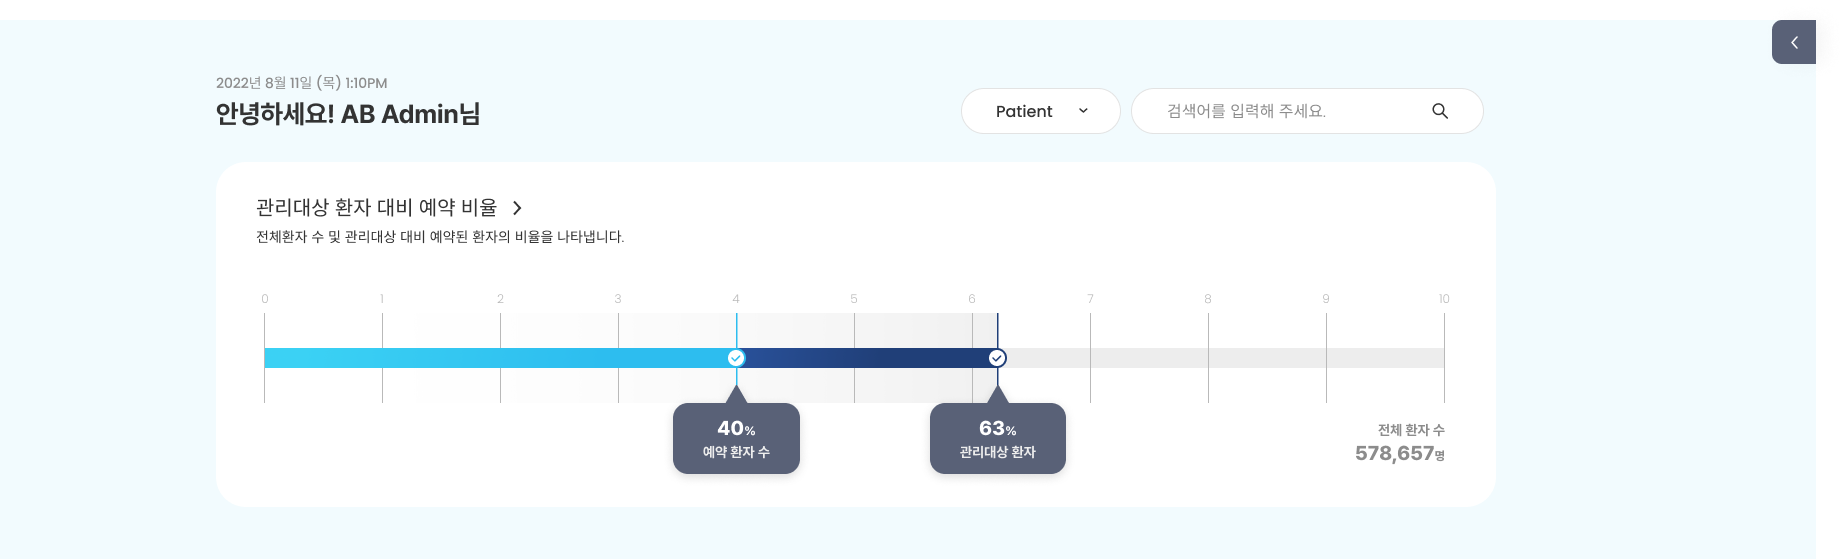 2022년 8월 11일 (목) 1:10PM
안녕하세요! AB Admin님
Patient
검색어를 입력해 주세요.
관리대상 환자 대비 예약 비율
전체환자 수 및 관리대상 대비 예약된 환자의 비율을 나타냅니다.
0 1 2 3 4 5 6 7 8 9 10
40%
예약 환자 수
63%
관리대상 환자
전체 환자 수
578,657명